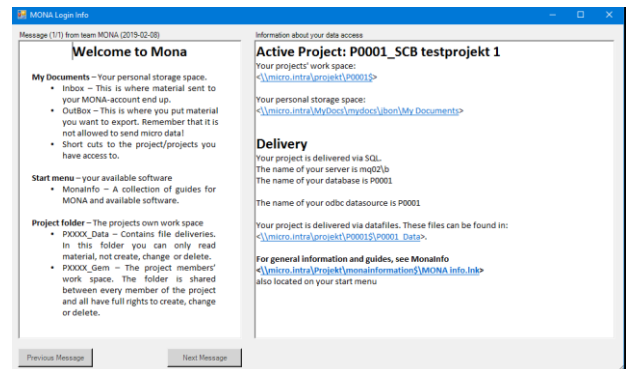 MONA Login Info
Message (1/1) from team MONA (2019-02-08)
Welcome to Mona
My Documents – Your personal storage space.
• Inbox – This is where material sent to
your MONA-account end up.
• OutBox – This is where you put material
you want to export. Remember that it is
not allowed to send micro data!
• Short cuts to the project/projects you
have access to.
Start menu – your available software
• MonaInfo – A collection of guides for
MONA and available software.
Project folder – The projects own work space
• PXXXX_Data – Contains file deliveries.
In this folder you can only read
material, not create, change or delete.
• PXXXX_Gem – The project members'
work space. The folder is shared
between every member of the project
and all have full rights to create, change
or delete.
Previous Message
Next Message
Information about your data access
Active Project: P0001_SCB testprojekt 1
Your projects' work space:
<\\micro.intra\projekt\P0001$>
Your personal storage space:
<\\micro.intra\MyDocs\mydocs\jbon\My Documents>
Delivery
Your project is delivered via SQL.
The name of your server is mq02\b
The name of your database is P0001
The name of your odbc datasource is P0001
Your project is delivered via datafiles. These files can be found in:
<\\micro.intra\projekt\P0001$\P0001_Data>.
For general information and guides, see MonaInfo
<\\micro.intra\Projekt\monainformation$\MONA info.lnk>
also located on your start menu